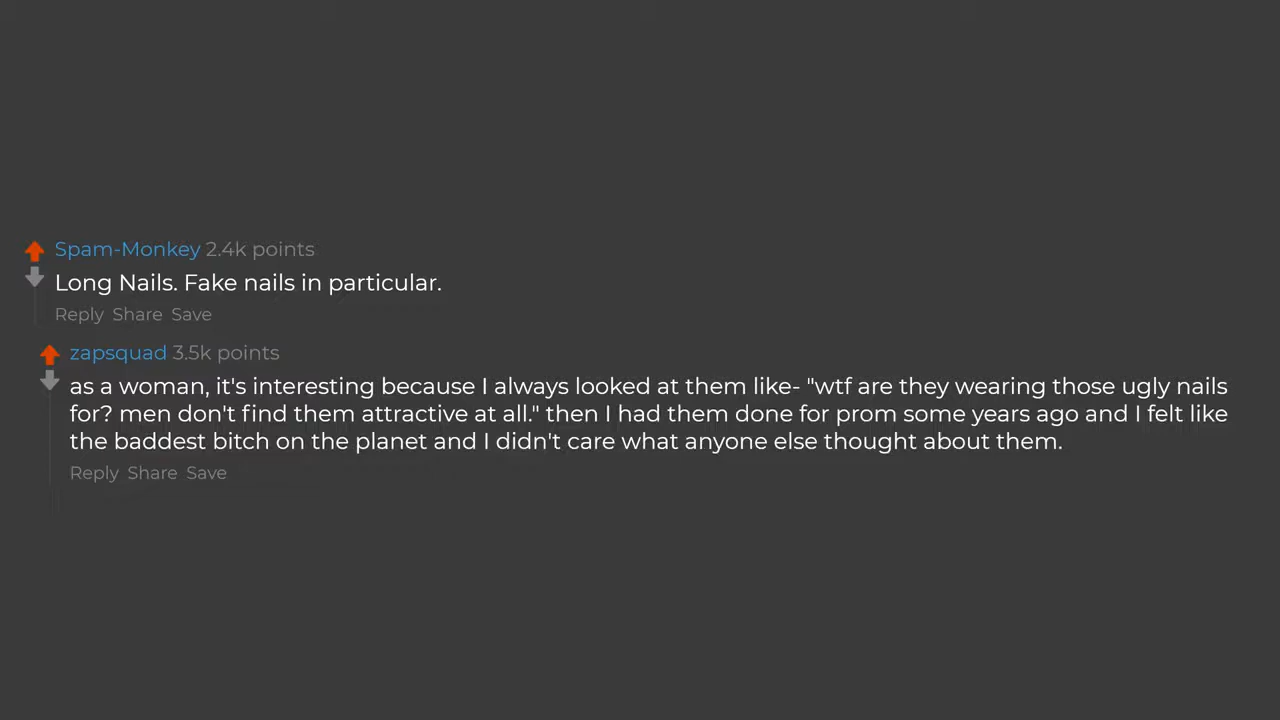 Spam-Monkey 2.4k points
Long Nails. Fake nails in particular.
Reply Share Save
zapsquad 3.5k points
as a woman, it's interesting because I always looked at them like- "wtf are they wearing those ugly nails
for? men don't find them attractive at all." then I had them done for prom some years ago and I felt like
the baddest bitch on the planet and I didn't care what anyone else thought about them.
Reply Share Save